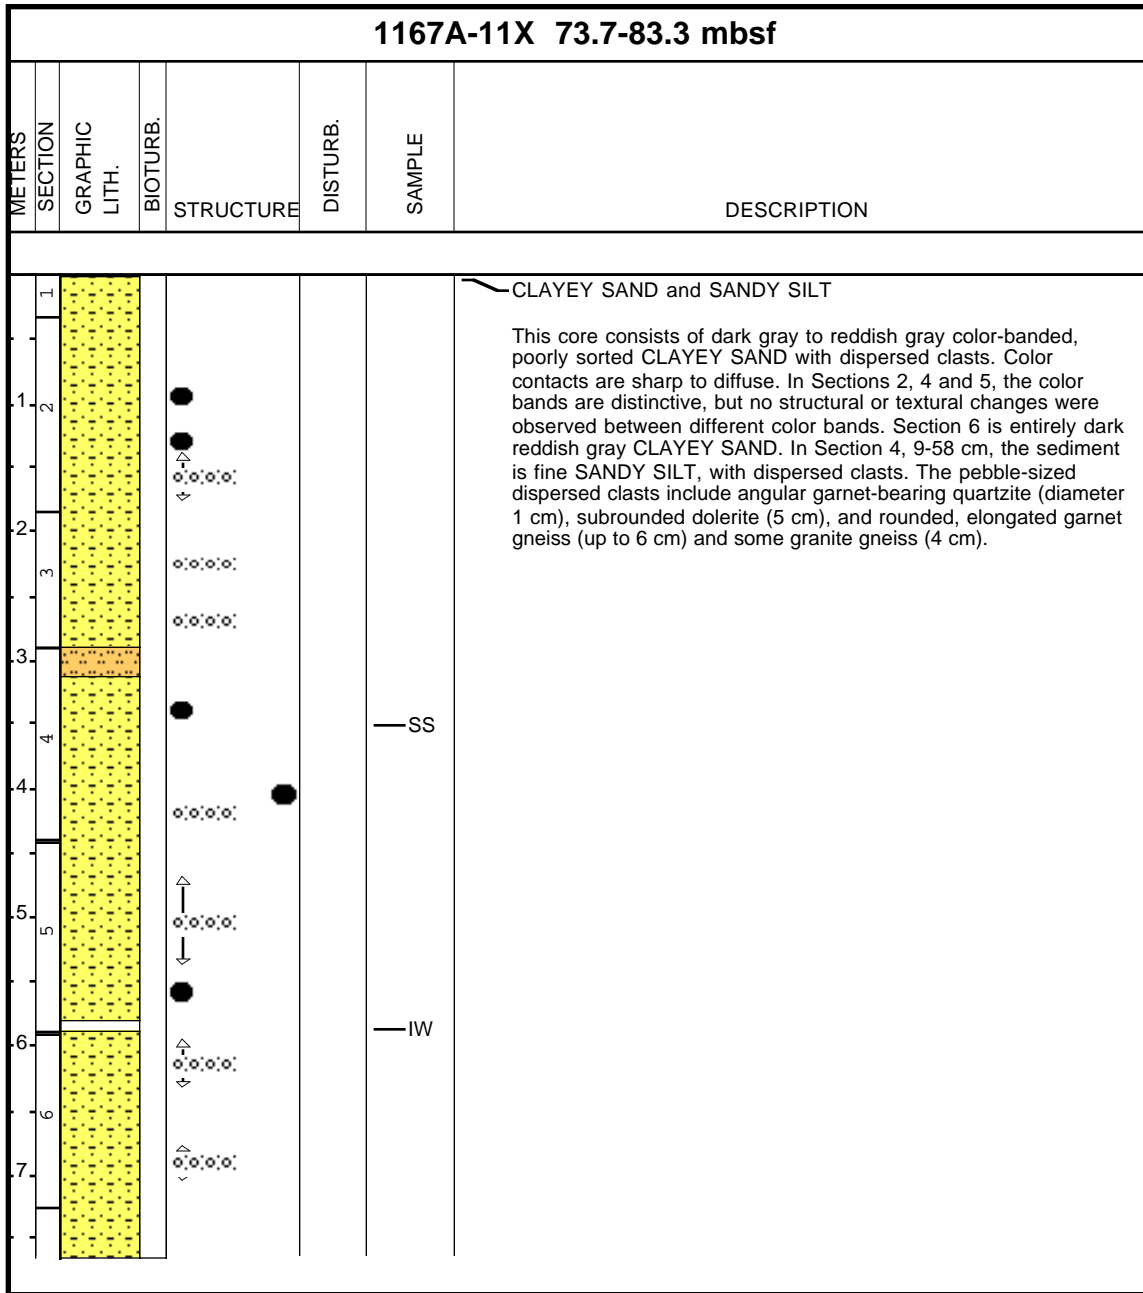 1167A-11X 73.7-83.3 mbsf
METERS
SECTION
GRAPHIC
LITH.
BIOTURB.
STRUCTURE
DISTURB.
SAMPLE
DESCRIPTION
CLAYEY SAND and SANDY SILT
This core consists of dark gray to reddish gray color-banded,
poorly sorted CLAYEY SAND with dispersed clasts. Color
contacts are sharp to diffuse. In Sections 2, 4 and 5, the color
bands are distinctive, but no structural or textural changes were
observed between different color bands. Section 6 is entirely dark
reddish gray CLAYEY SAND. In Section 4, 9-58 cm, the sediment
is fine SANDY SILT, with dispersed clasts. The pebble-sized
dispersed clasts include angular garnet-bearing quartzite (diameter
1 cm), subrounded dolerite (5 cm), and rounded, elongated garnet
gneiss (up to 6 cm) and some granite gneiss (4 cm).
1
1
2
2
3
3
4
SS
4
5
5
6
IW
6
7